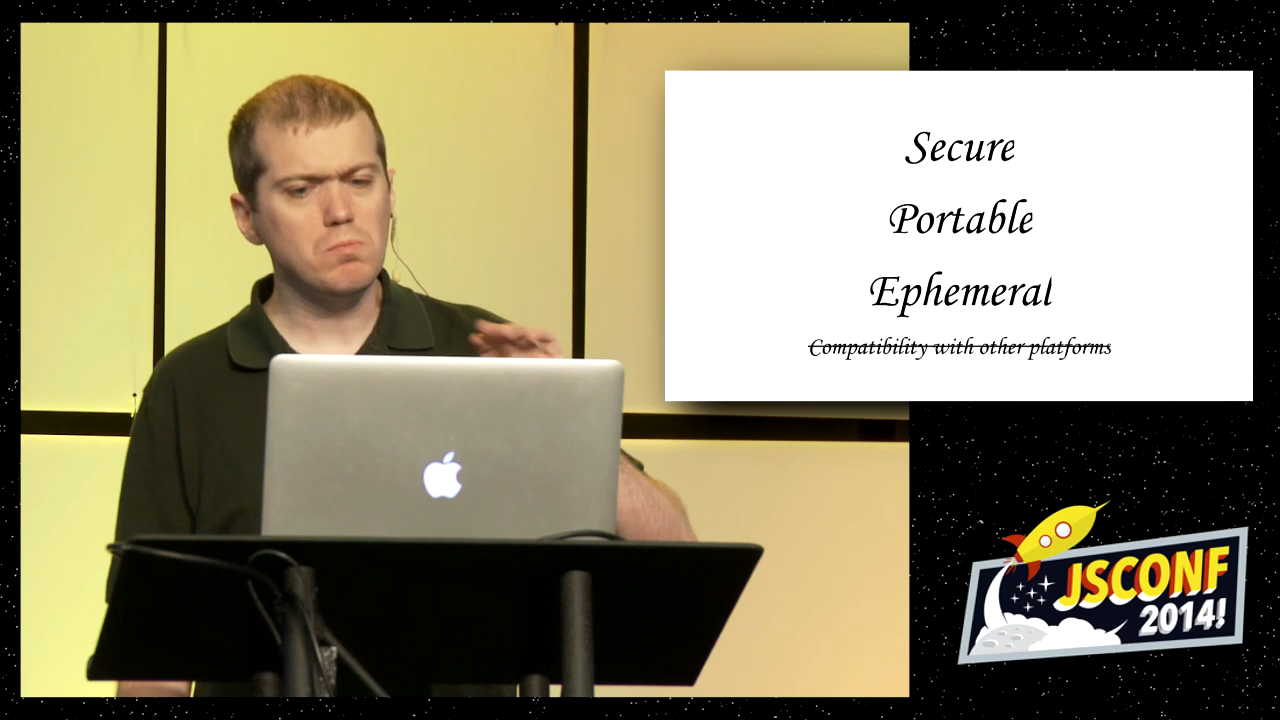 Secure
Portable
Ephemeral
Compatibility with other platforms
JSCONF
2014!